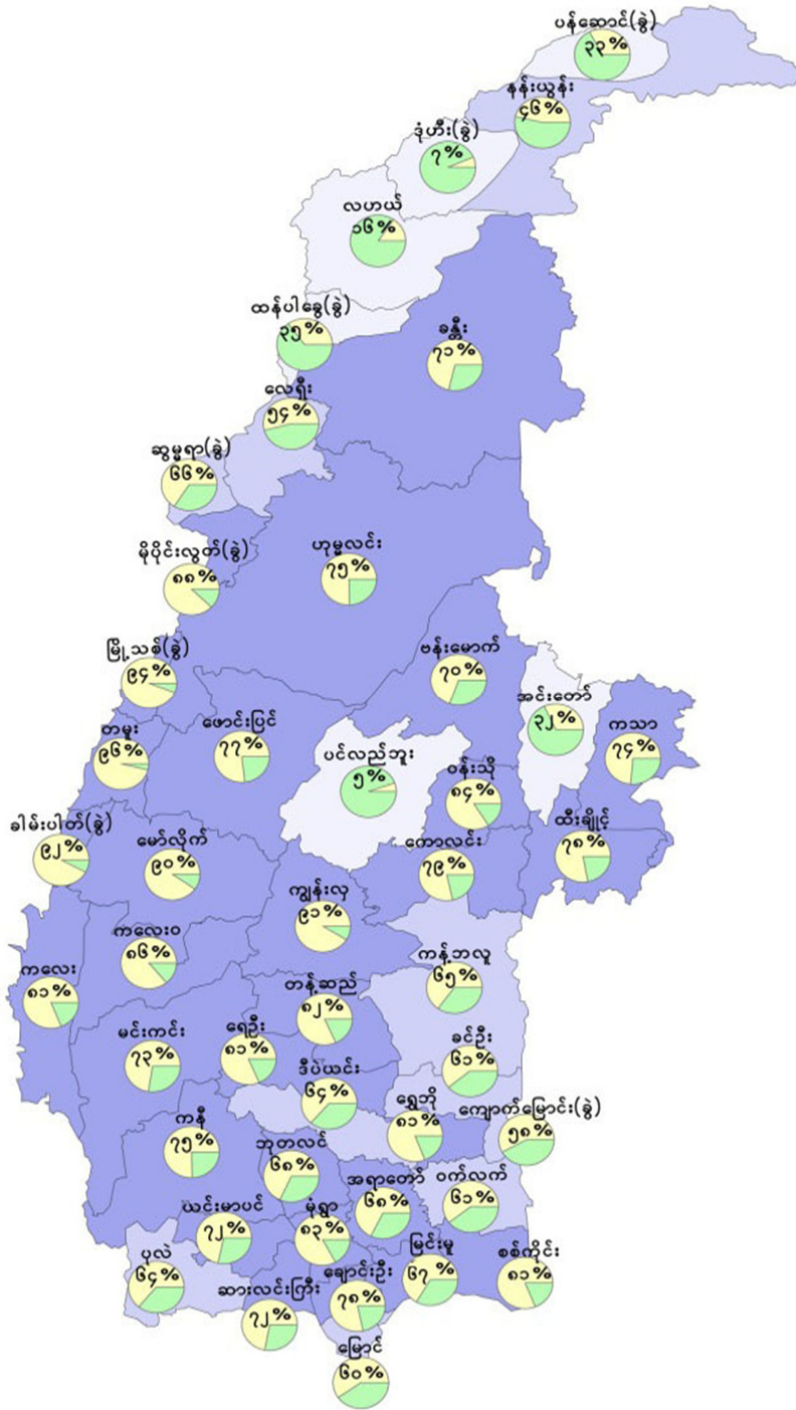 ပန်ဆောင်(ခွဲ)
၃၃%
နန်းယွန်း
၄၆%
ဒုံဟီး(ခွဲ)
၇%
လဟယ်
၁၆%
ထန်ပါခွေ(ခွဲ)
၃၅%
ခန္တီး
၇၁%
လေရှီး
၅၄%
ဆွမ္မရာ(ခွဲ)
၆၆%
ဟုမ္မလင်း
၇၅%
မိုပိုင်းလွတ်(ခွဲ)
၈၈%
မြို့သစ်(ခွဲ)
၉၄%
ဗန်းမောက်
၇၀%
အင်းတော်
၃၂%
ကသာ
၇၄%
တမူး
၉၆%
ဖောင်းပြင်
၇၇%
ပင်လည်ဘူး
၅%
ဝန်းသို
၈၄%
ခါမ်းပါတ်(ခွဲ)
၉၂%
မော်လိုက်
၉၀%
ကောလင်း
၇၉%
ထီးချိုင့်
၇၈%
ကျွန်းလှ
၉၁%
ကလေးဝ
၈၆%
ကလေး
၈၁%
ကန့်ဘလူ
၆၅%
တန့်ဆည်
၈၂%
မင်းကင်း
၇၃%
ရေဦး
၈၁%
ခင်ဦး
၆၁%
ဒီပဲယင်း
၆၄%
ရွှေဘို
၈၁%
ကျောက်မြောင်း(ခွဲ)
၅၈%
ကနီ
၇၅%
ဘုတလင်
၆၈%
အရာတော်
၆၈%
ဝက်လက်
၆၁%
ယင်းမာပင်
၇၂%
မုံရွာ
၈၃%
ပုလဲ
၆၄%
မြင်းမူ
၆၇%
စစ်ကိုင်း
၈၁%
ဆားလင်းကြီး
၇၂%
ချောင်းဦး
၇၈%
မြောင်
၆၀%